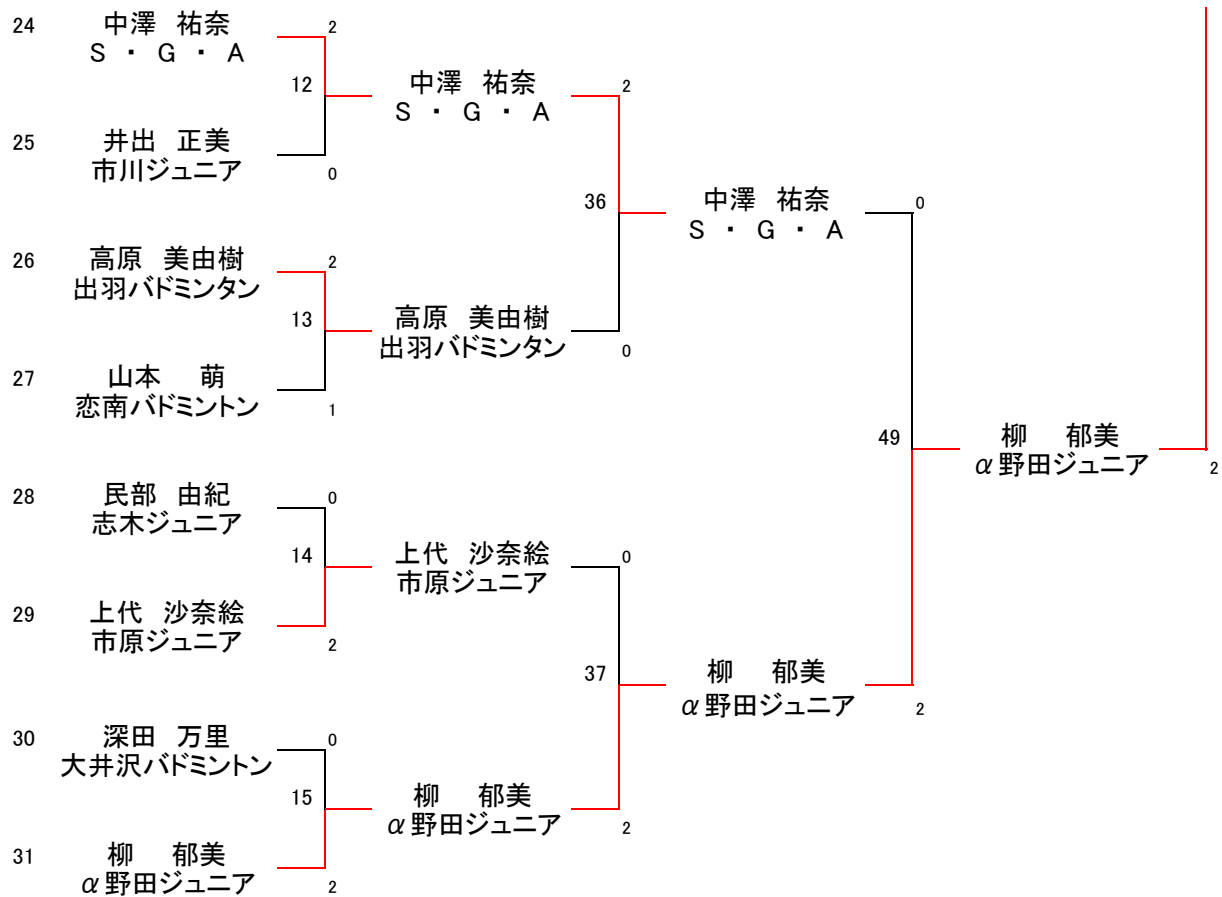 24
中澤 祐奈
S ・ G ・ A
2
12
中澤 祐奈
S ・ G ・ A
2
25
井出 正美
市川ジュニア
0
36
中澤 祐奈
S ・ G ・ A
0
26
高原 美由樹
出羽バドミンタン
2
13
高原 美由樹
出羽バドミンタン
0
27
山本 萌
恋南バドミントン
1
49
柳 郁美
α野田ジュニア
2
28
民部 由紀
志木ジュニア
0
14
上代 沙奈絵
市原ジュニア
0
29
上代 沙奈絵
市原ジュニア
2
37
柳 郁美
α野田ジュニア
2
30
深田 万里
大井沢バドミントン
0
15
柳 郁美
α野田ジュニア
2
31
柳 郁美
α野田ジュニア
2